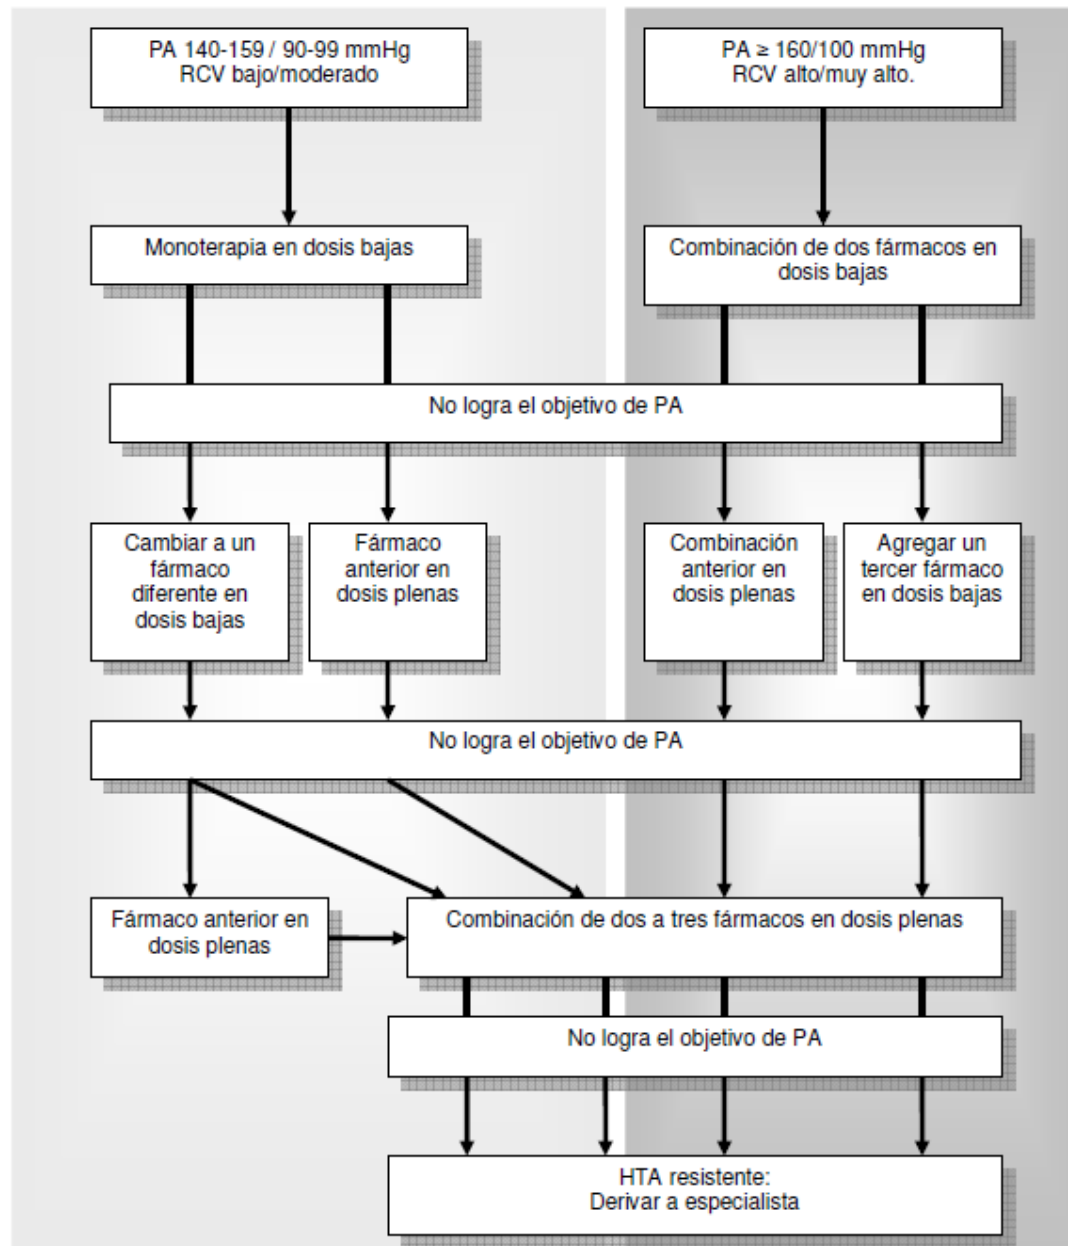 PA 140-159 / 90-99 mmHg
RCV bajo/moderado
PA ≥ 160/100 mmHg
RCV alto/muy alto.
Monoterapia en dosis bajas
Combinación de dos fármacos en
dosis bajas
No logra el objetivo de PA
Cambiar a un
fármaco
diferente en
dosis bajas
Fármaco
anterior en
dosis plenas
Combinación
anterior en
dosis plenas
Agregar un
tercer fármaco
en dosis bajas
No logra el objetivo de PA
Fármaco anterior en
dosis plenas
Combinación de dos a tres fármacos en dosis plenas
No logra el objetivo de PA
HTA resistente:
Derivar a especialista